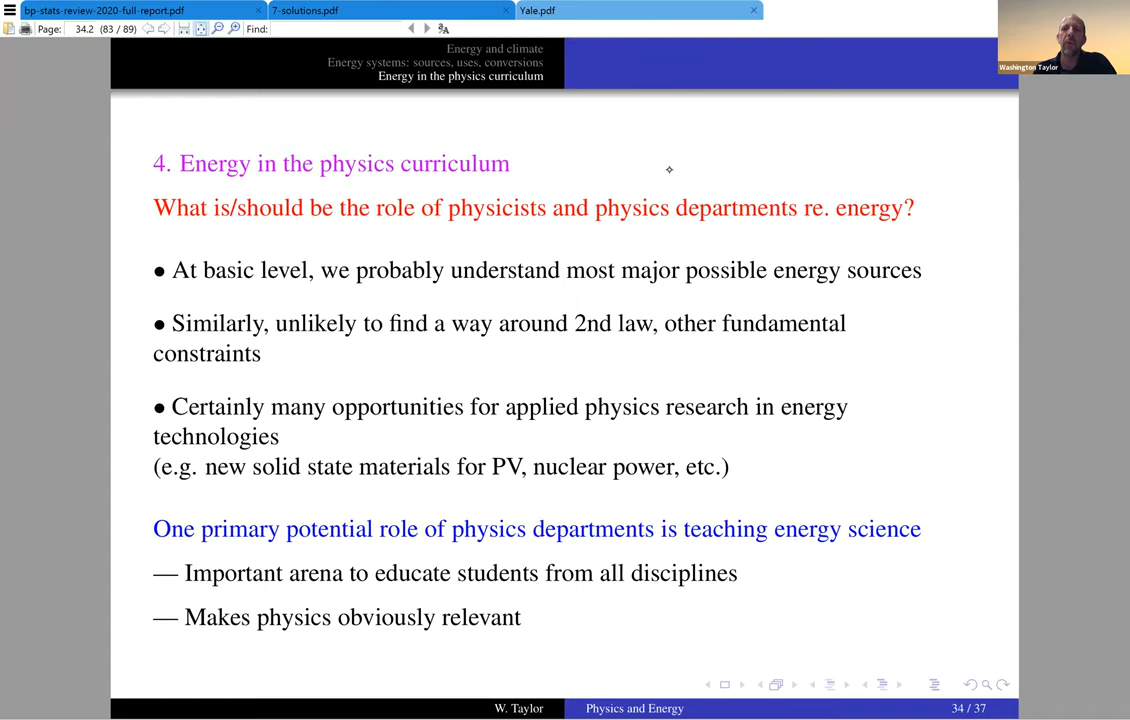 bp-stats-review-2020-full-report.pdf
7-solutions.pdf
Yale.pdf
Page: 34.2 (83 / 89)
Find:
Washington Taylor
Energy and climate
Energy systems: sources, uses, conversions
Energy in the physics curriculum
4. Energy in the physics curriculum
What is/should be the role of physicists and physics departments re. energy?
• At basic level, we probably understand most major possible energy sources
• Similarly, unlikely to find a way around 2nd law, other fundamental
constraints
• Certainly many opportunities for applied physics research in energy
technologies
(e.g. new solid state materials for PV, nuclear power, etc.)
One primary potential role of physics departments is teaching energy science
— Important arena to educate students from all disciplines
— Makes physics obviously relevant
W. Taylor
Physics and Energy
34 / 37